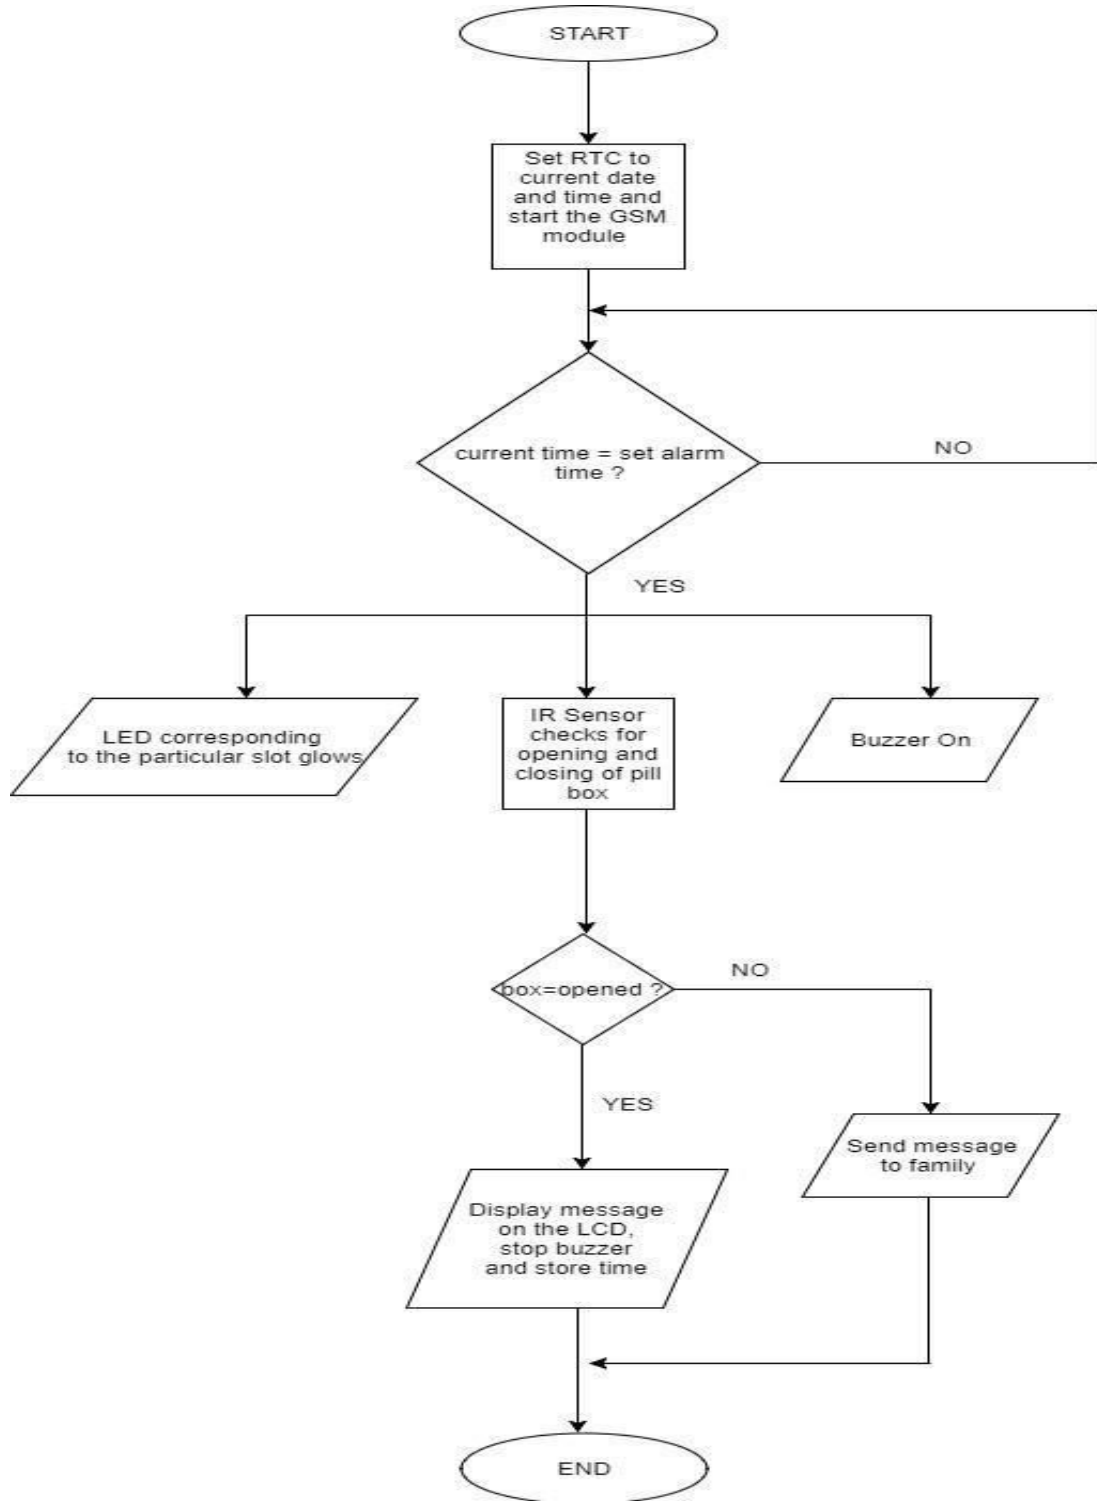 START
Set RTC to
current date
and time and
start the GSM
module
current time = set alarm
time ?
NO
YES
LED corresponding
to the particular slot glows
IR Sensor
checks for
opening and
closing of pill
box
Buzzer On
box=opened ?
NO
YES
Send message
to family
Display message
on the LCD,
stop buzzer
and store time
END